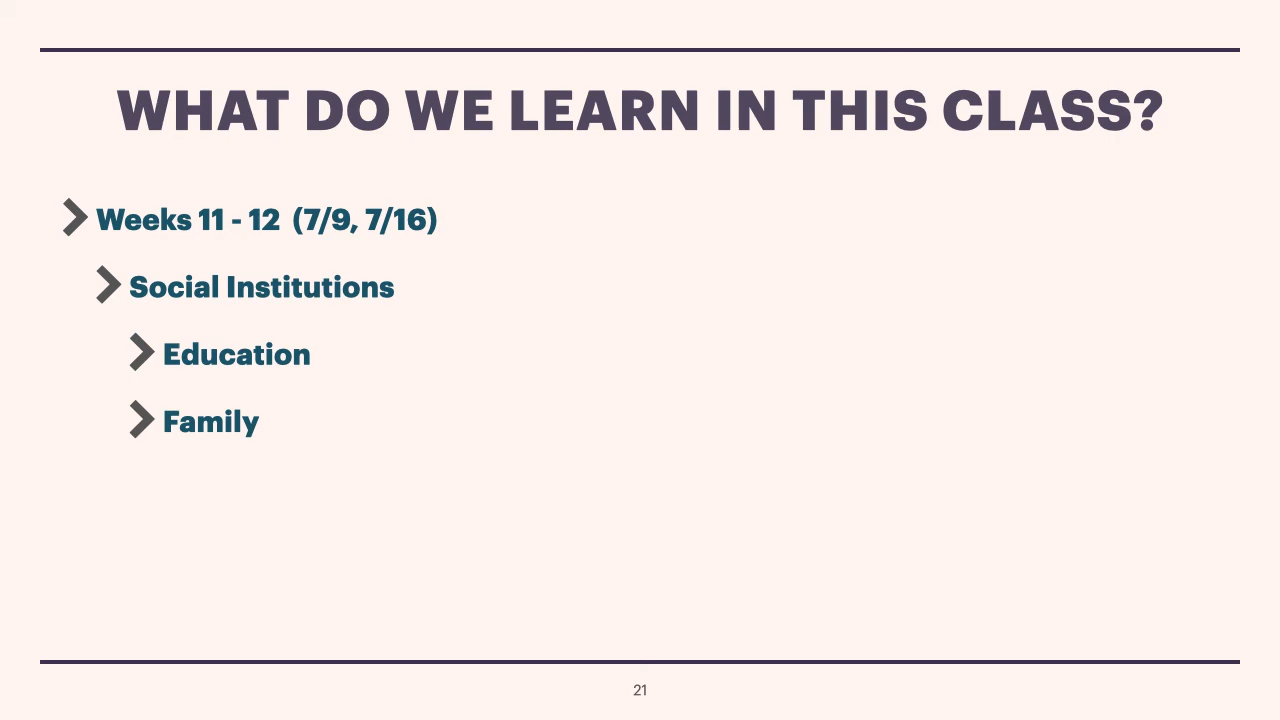 WHAT DO WE LEARN IN THIS CLASS?
Weeks 11 - 12 (7/9, 7/16)
Social Institutions
Education
Family
21